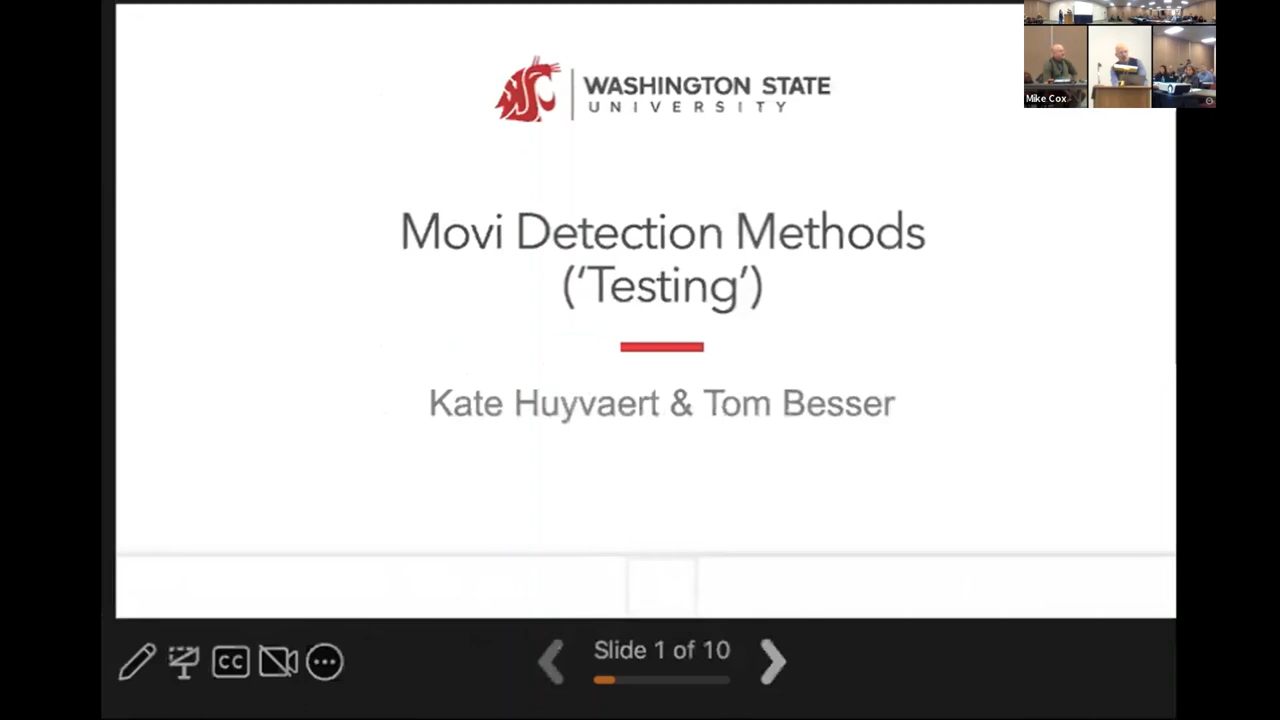 WASHINGTON STATE
UNIVERSITY
Movi Detection Methods
('Testing')
Kate Huyvaert & Tom Besser
Mike Cox
CC
Slide 1 of 10